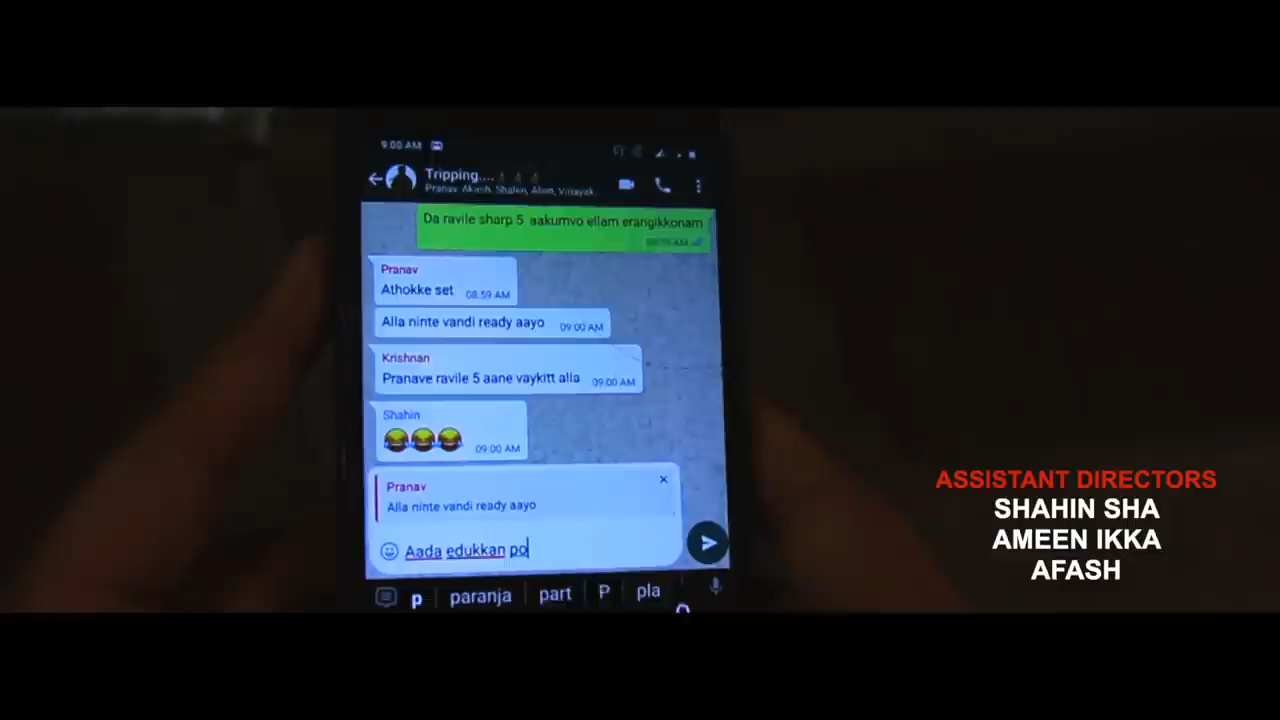 9:00 AM
Tripping....
Pranav, Akash, Shahin, Abin, Vinayak,
Da ravile sharp 5 aakumvo ellam erangikkonam
Pranav
Athokke set 08:59 AM
Alla ninte vandi ready aayo 09:00 AM
Krishnan
Pranave ravile 5 aane vaykitt alla 09:00 AM
Shahin
😂😂😂 09:00 AM
Pranav
Alla ninte vandi ready aayo
Aada edukkan po
p paranja part P pla
ASSISTANT DIRECTORS
SHAHIN SHA
AMEEN IKKA
AFASH